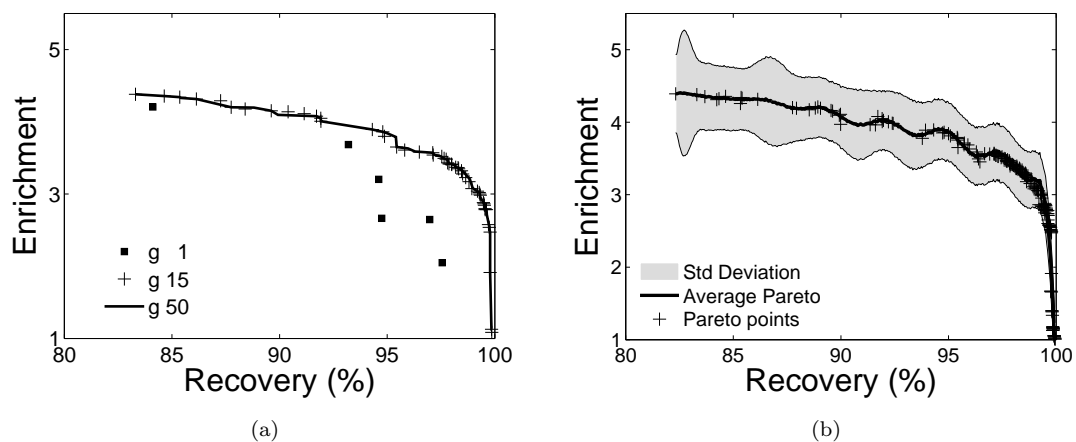 Enrichment
5
3
1
g 1
g 15
g 50
80 85 90 95 100
Recovery (%)
(a)
Enrichment
5
4
3
2
1
Std Deviation
Average Pareto
Pareto points
80 85 90 95 100
Recovery (%)
(b)